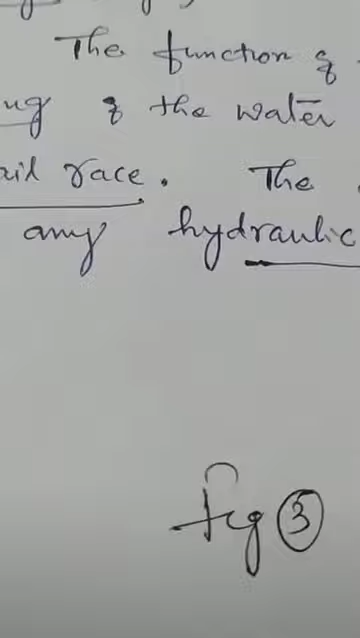 The function of
ng of the water
ail race. The
any hydraulic
fig 3